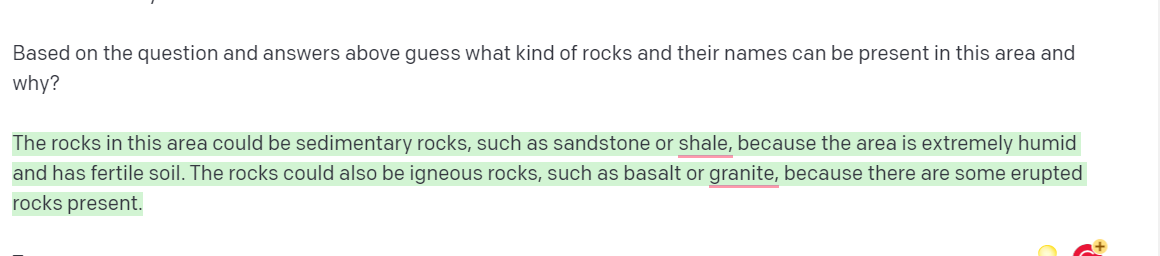 Based on the question and answers above guess what kind of rocks and their names can be present in this area and
why?
The rocks in this area could be sedimentary rocks, such as sandstone or shale, because the area is extremely humid
and has fertile soil. The rocks could also be igneous rocks, such as basalt or granite, because there are some erupted
rocks present.